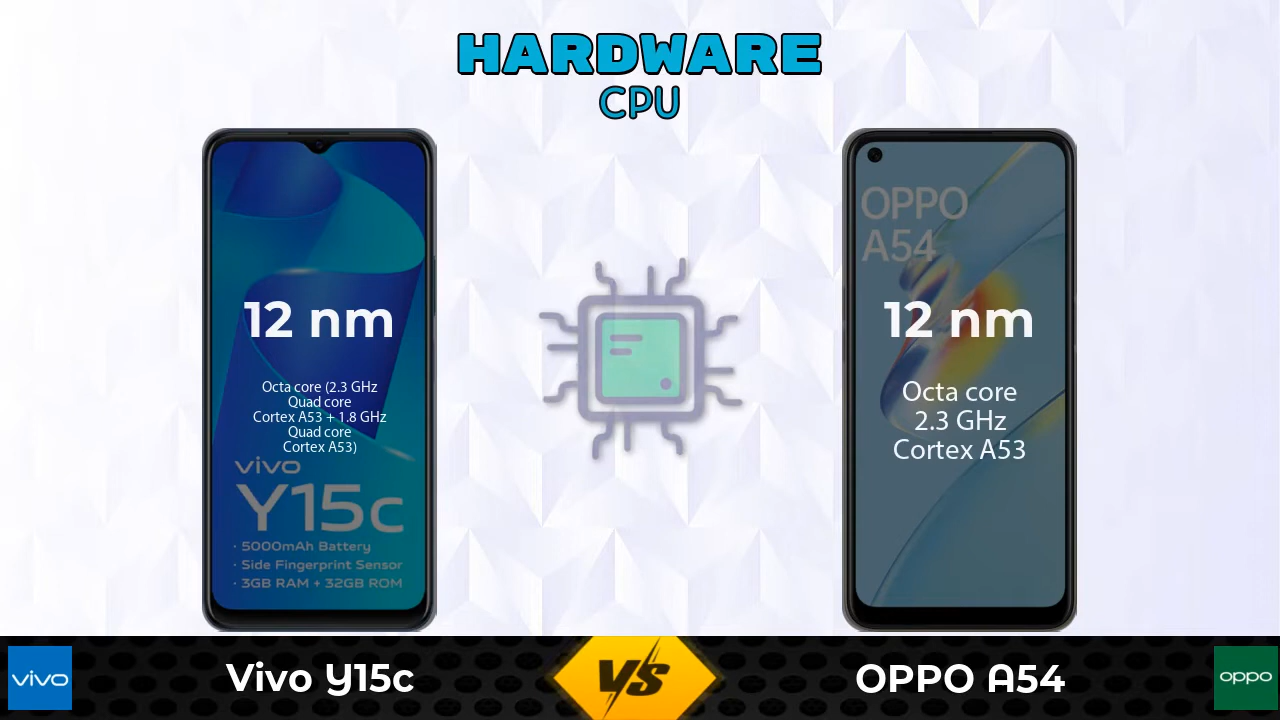 HARDWARE
CPU
12 nm
Octa core (2.3 GHz
Quad core
Cortex A53 + 1.8 GHz
Quad core
Cortex A53)
vivo
Y15c
· 5000mAh Battery
· Side Fingerprint Sensor
· 3GB RAM + 32GB ROM
OPPO
A54
12 nm
Octa core
2.3 GHz
Cortex A53
vivo
Vivo Y15c
VS
OPPO A54
oppo